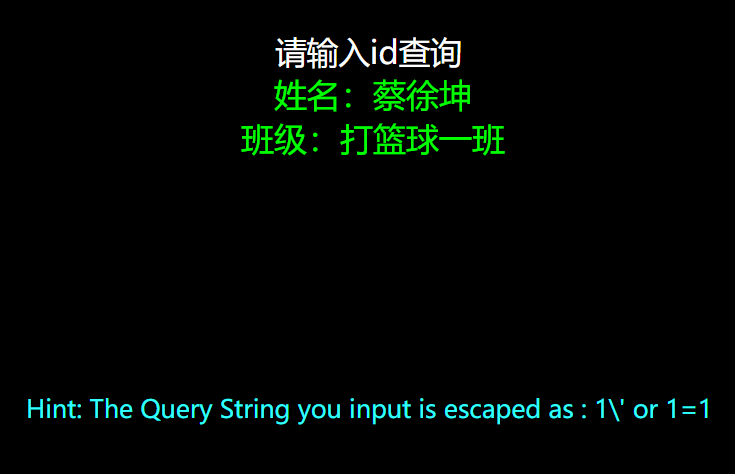 请输入id查询
姓名：蔡徐坤
班级：打篮球一班
Hint: The Query String you input is escaped as : 1\' or 1=1